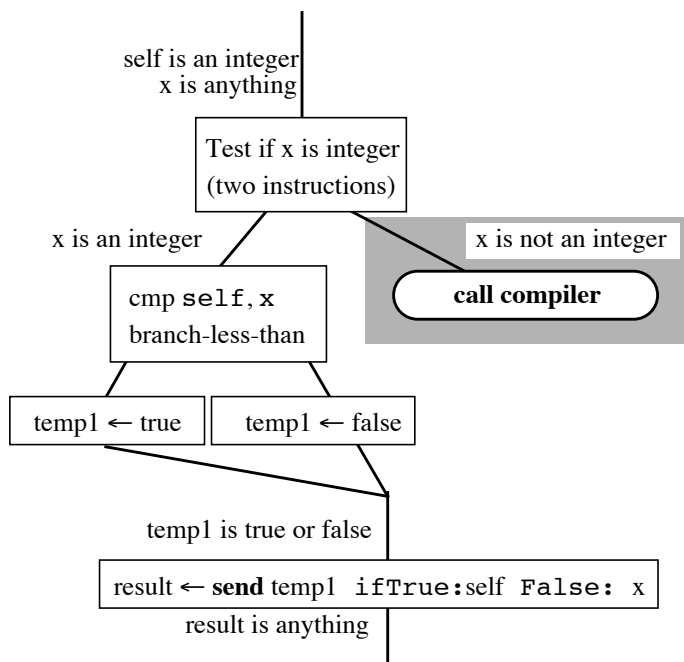 self is an integer
x is anything
Test if x is integer
(two instructions)
x is an integer
x is not an integer
call compiler
cmp self, x
branch-less-than
temp1 ← true
temp1 ← false
temp1 is true or false
result ← send temp1 ifTrue:self False: x
result is anything